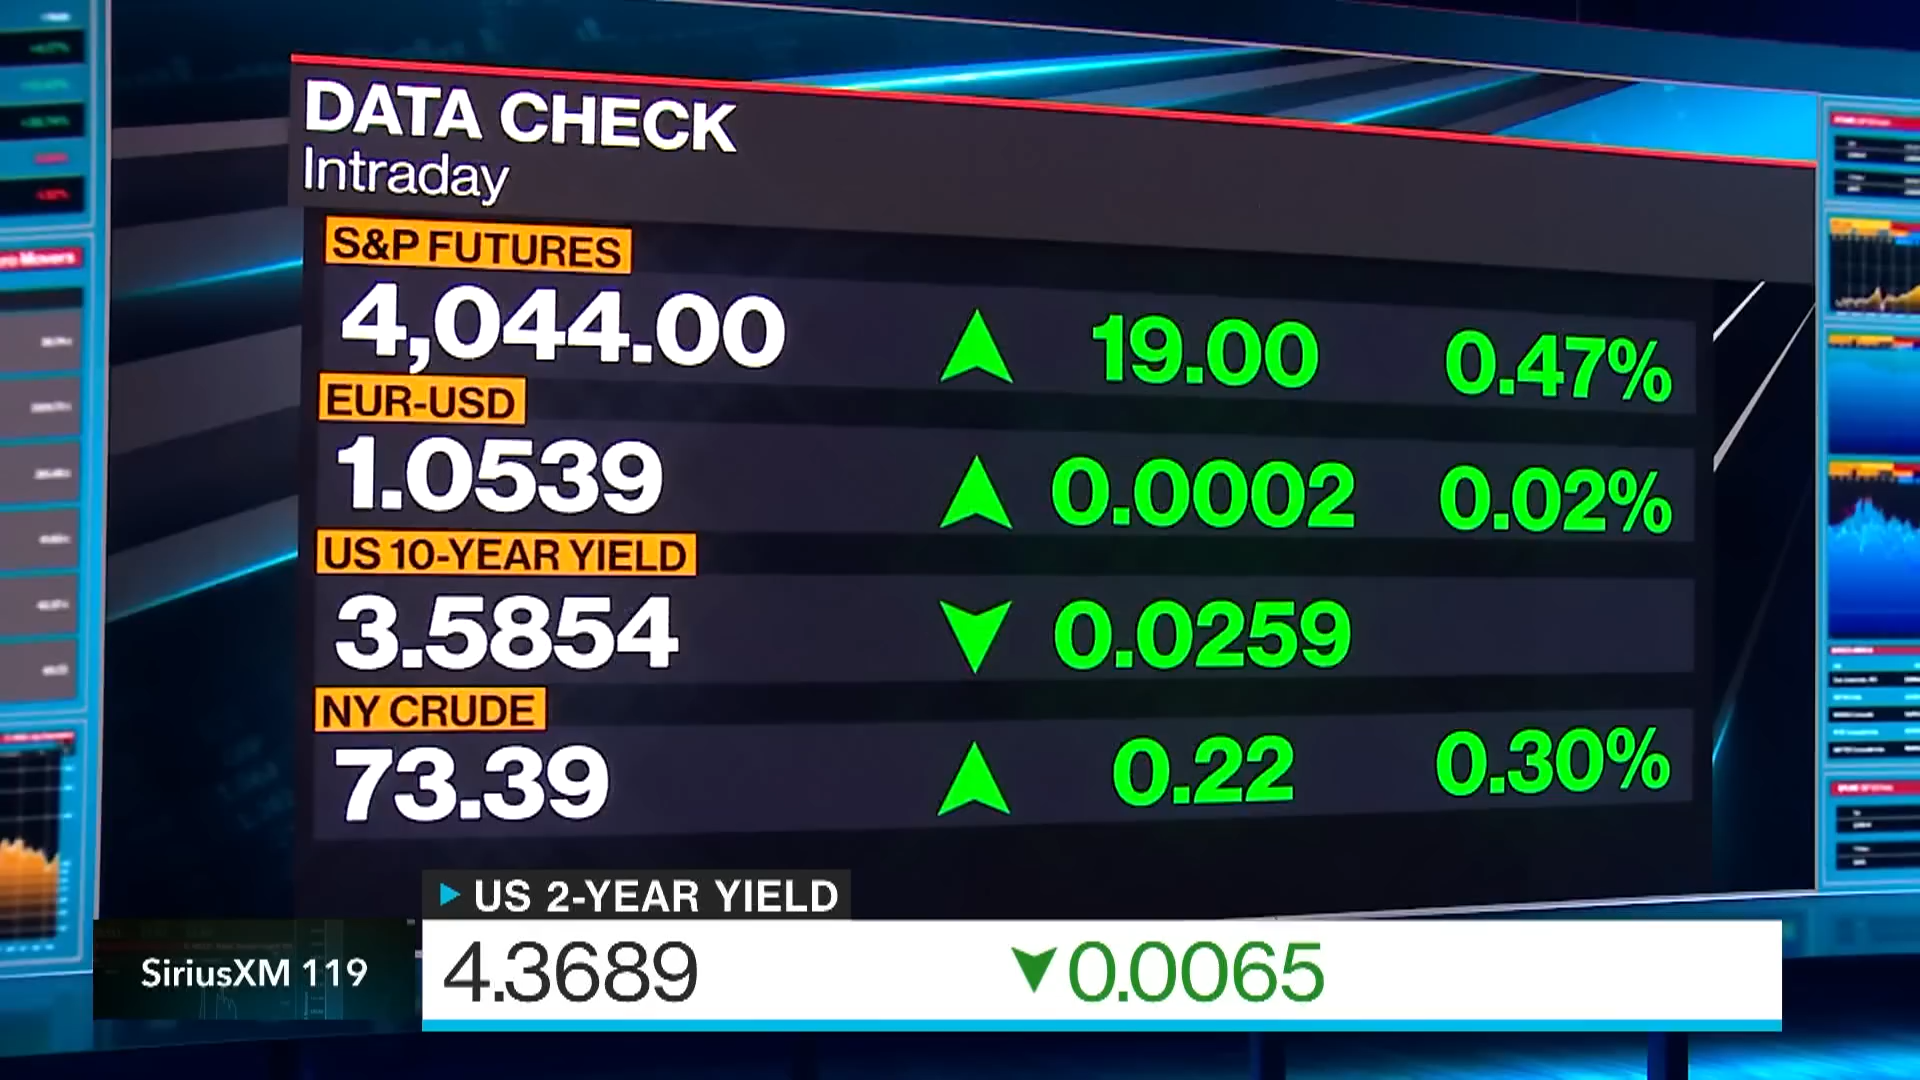 DATA CHECK
Intraday
S&P FUTURES
4,044.00 ▲ 19.00 0.47%
EUR-USD
1.0539 ▲ 0.0002 0.02%
US 10-YEAR YIELD
3.5854 ▼ 0.0259
NY CRUDE
73.39 ▲ 0.22 0.30%
US 2-YEAR YIELD
SiriusXM 119
4.3689 ▼ 0.0065